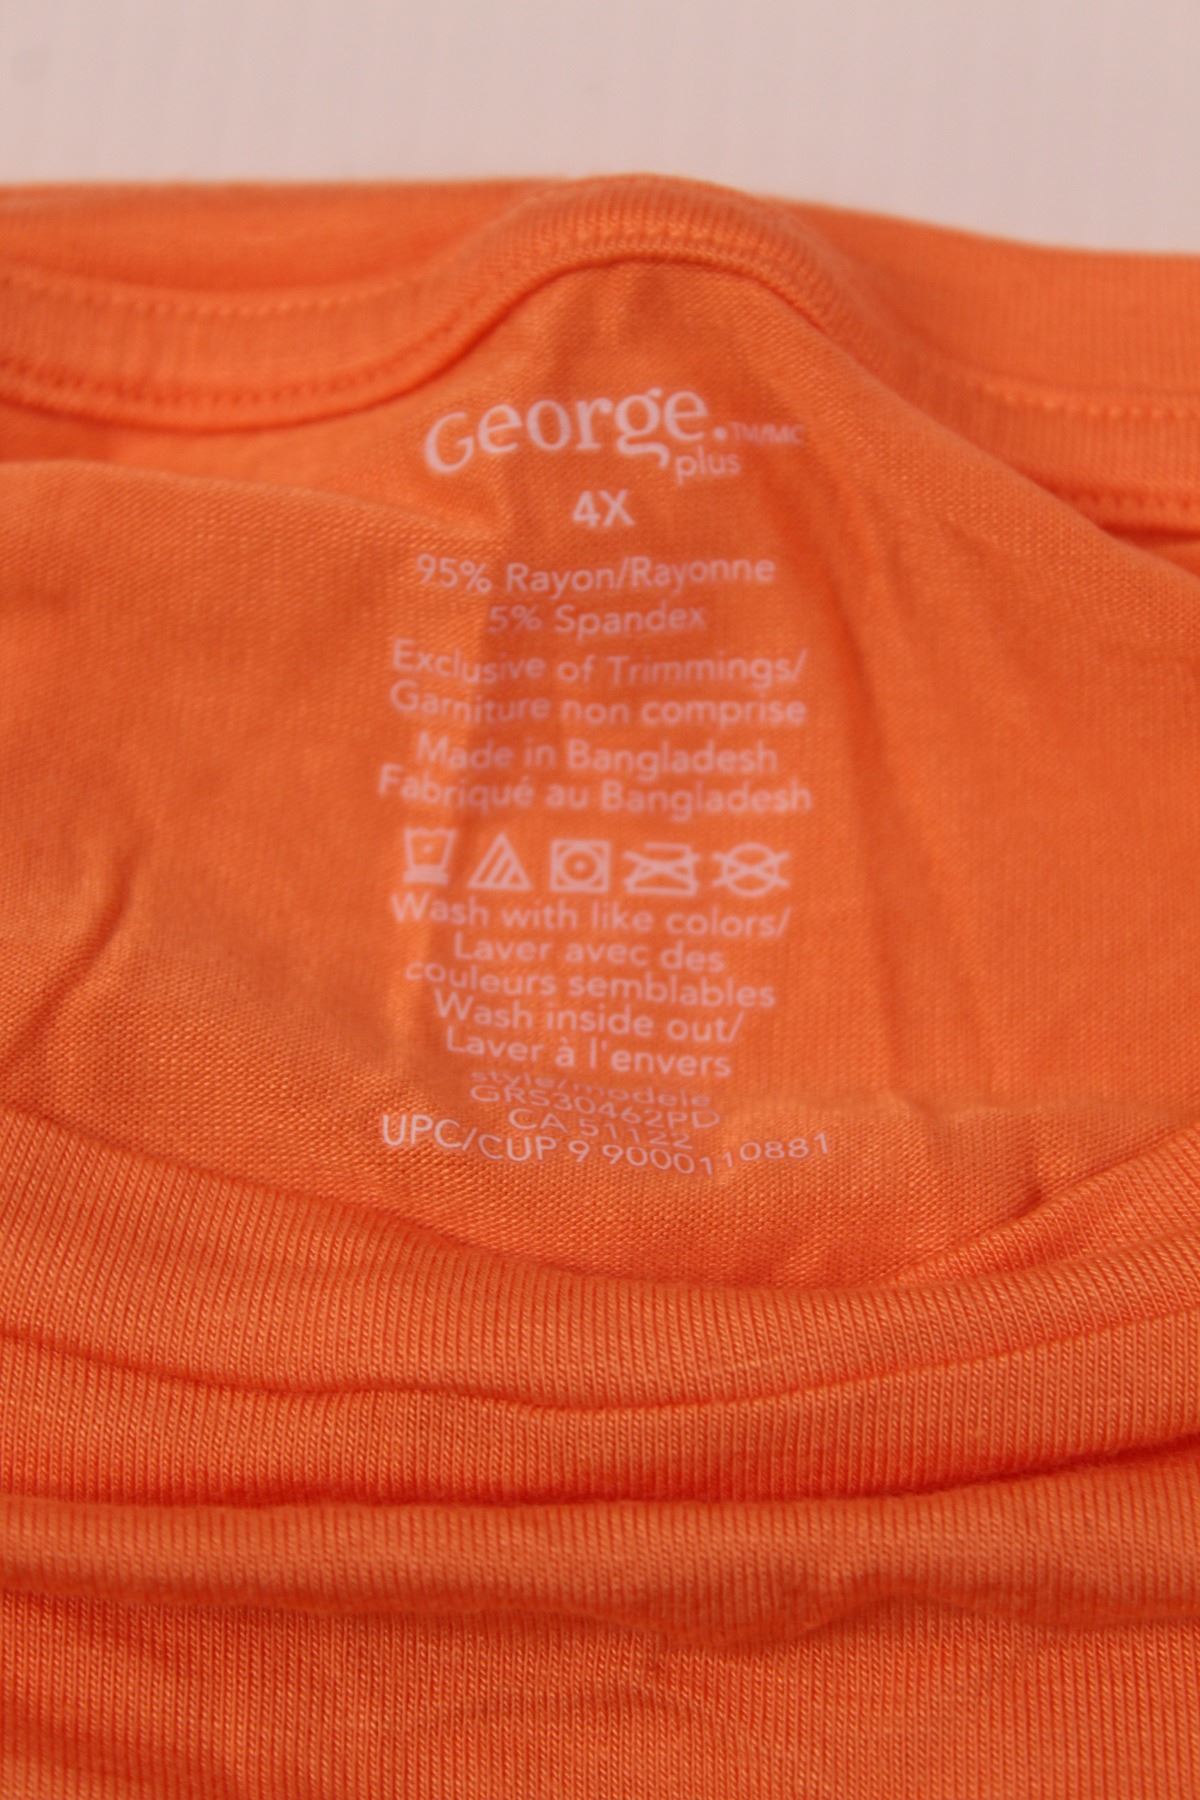 George.™/MC
plus
4X
95% Rayon/Rayonne
5% Spandex
Exclusive of Trimmings/
Garniture non comprise
Made in Bangladesh
Fabriqué au Bangladesh
Wash with like colors/
Laver avec des
couleurs semblables
Wash inside out/
Laver à l'envers
style/modele
GRS30462PD
CA 51122
UPC/CUP 9 9000110881